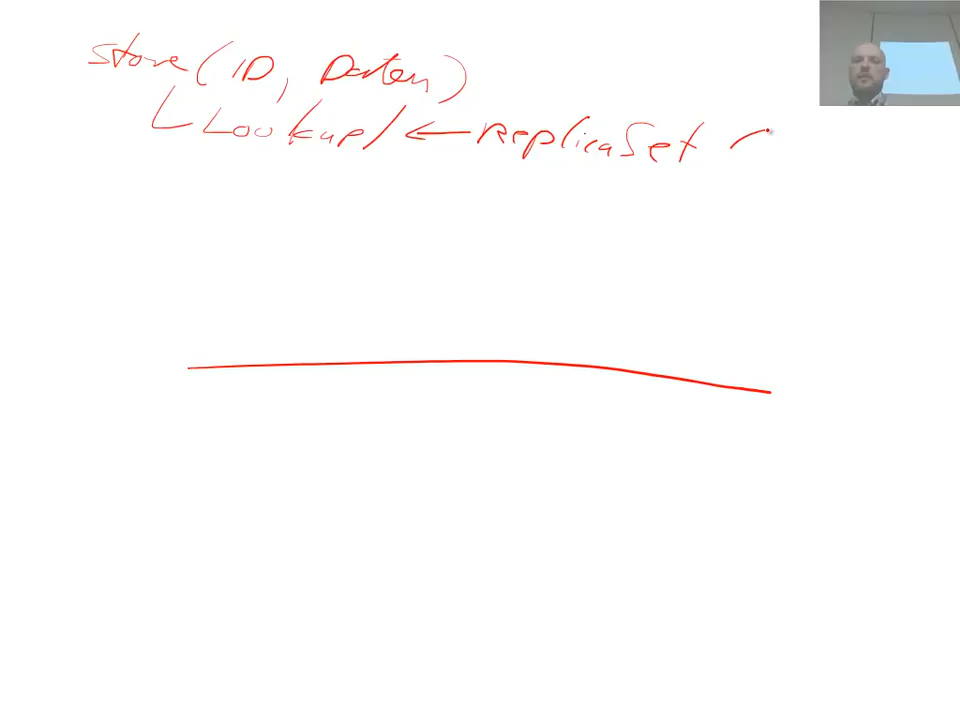 store(ID, Daten)
Lookup/ ← ReplicaSet (